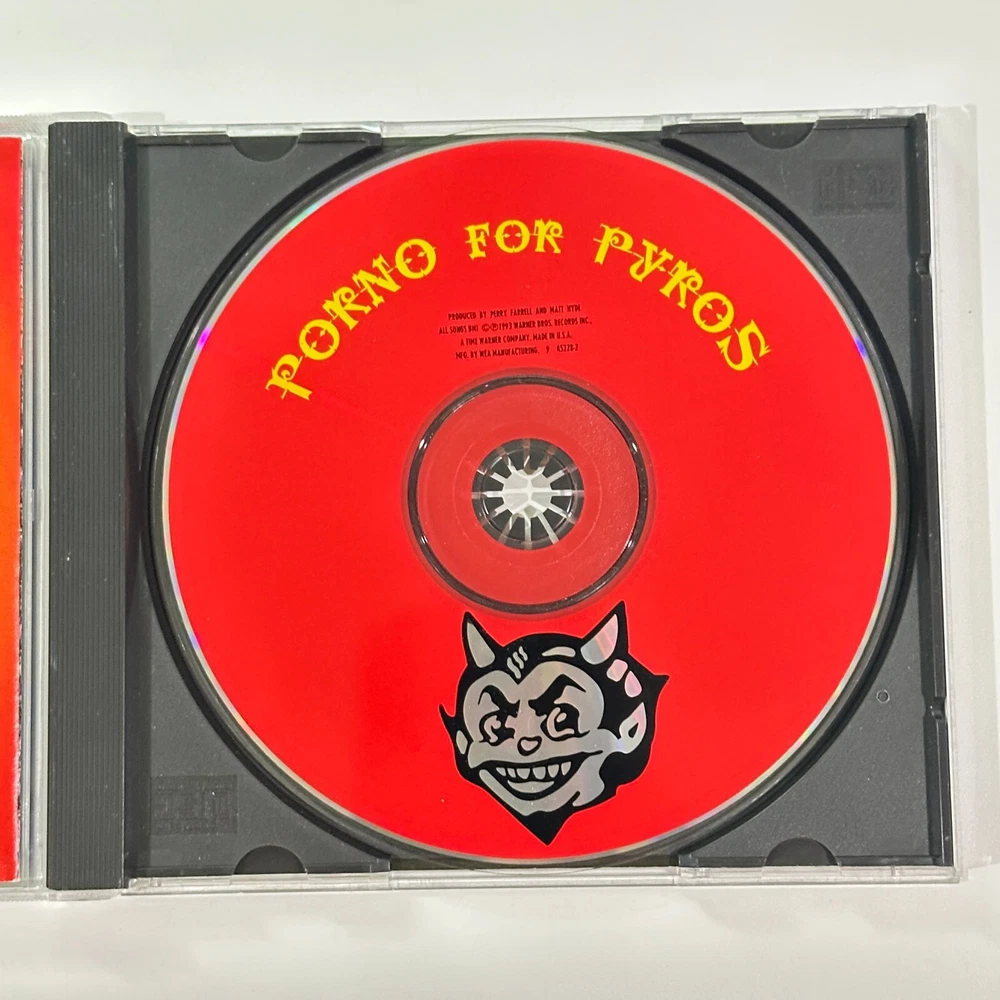 PORNO FOR PYROS
PRODUCED BY PERRY FARRELL AND MATT HYDE
ALL SONGS BMI ©℗1993 WARNER BROS. RECORDS INC.,
A TIME WARNER COMPANY. MADE IN U.S.A.
MFG. BY WEA MANUFACTURING. 9 45228-2